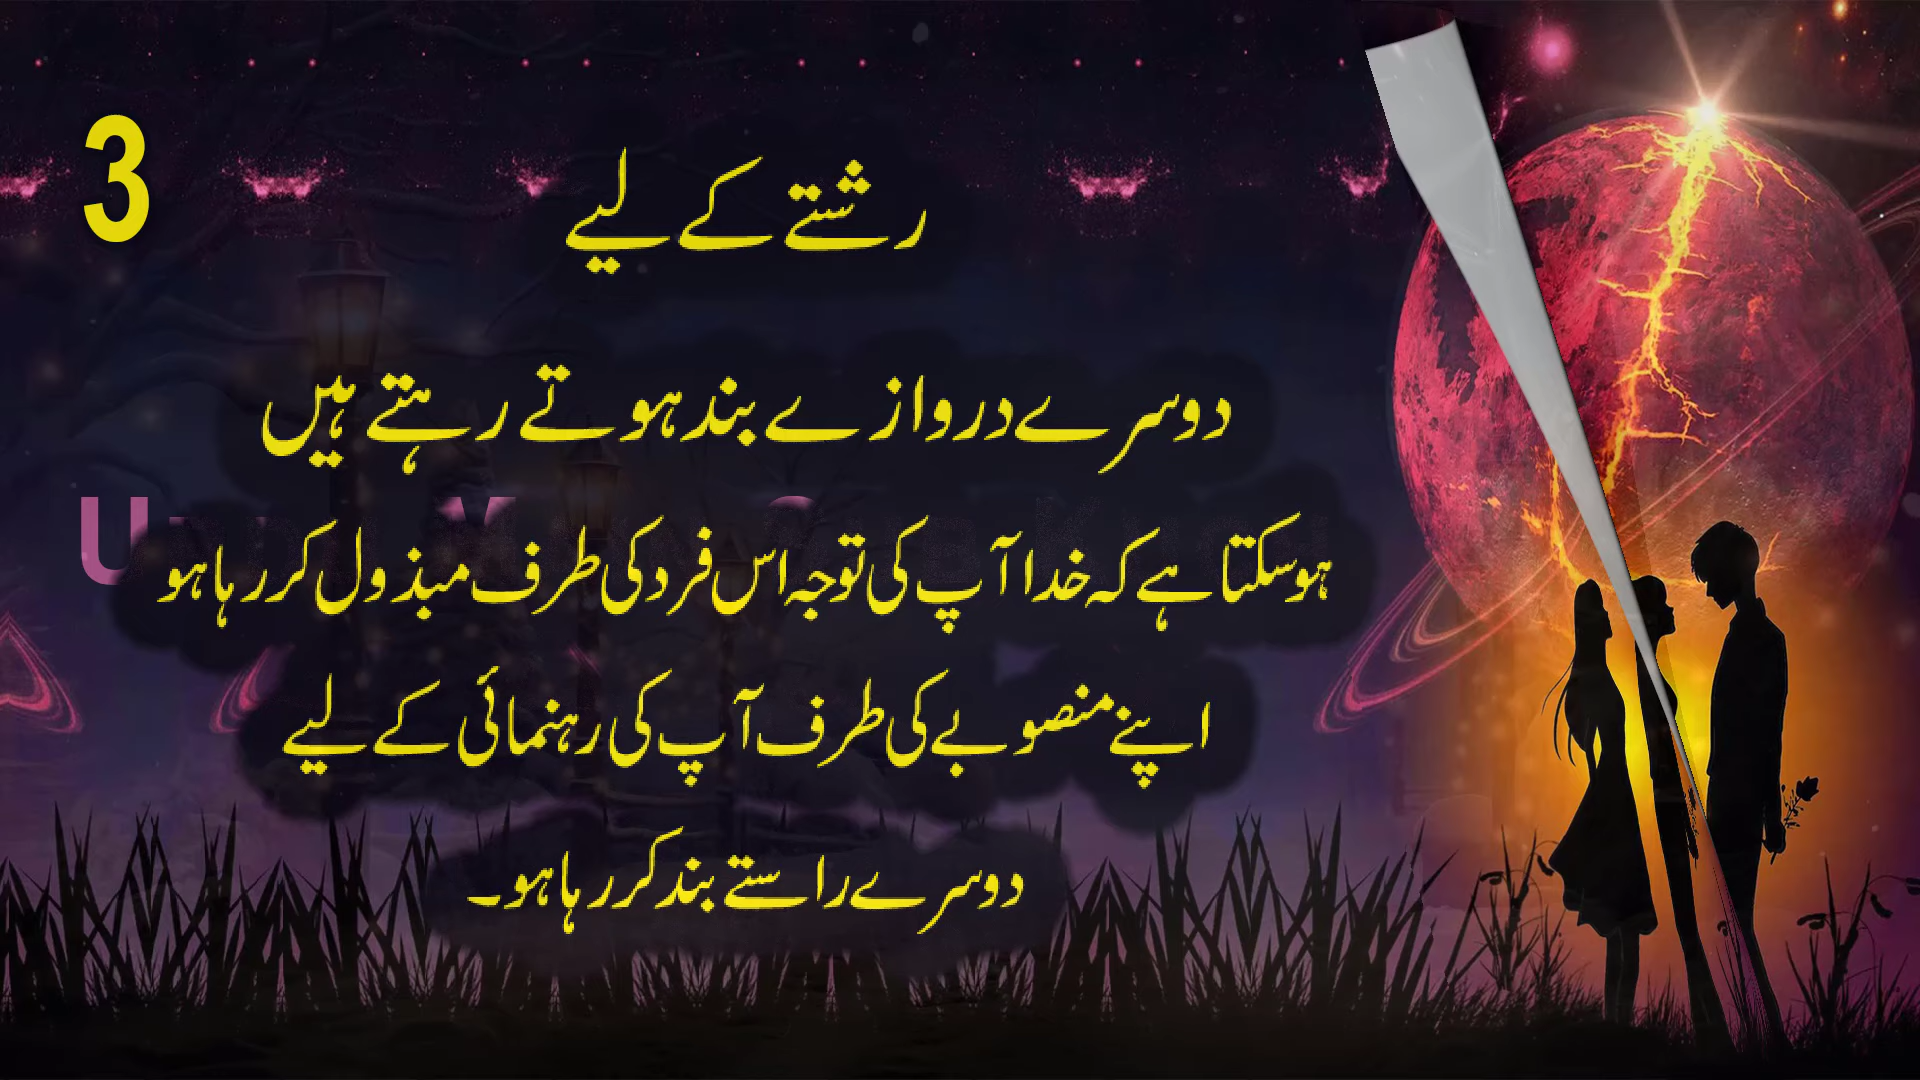 3
رشتے کے لیے
دوسرے دروازے بند ہوتے رہتے ہیں
ہو سکتا ہے کہ خدا آپ کی توجہ اس فرد کی طرف مبذول کر رہا ہو
اپنے منصوبے کی طرف آپ کی رہنمائی کے لیے
دوسرے راستے بند کر رہا ہو۔